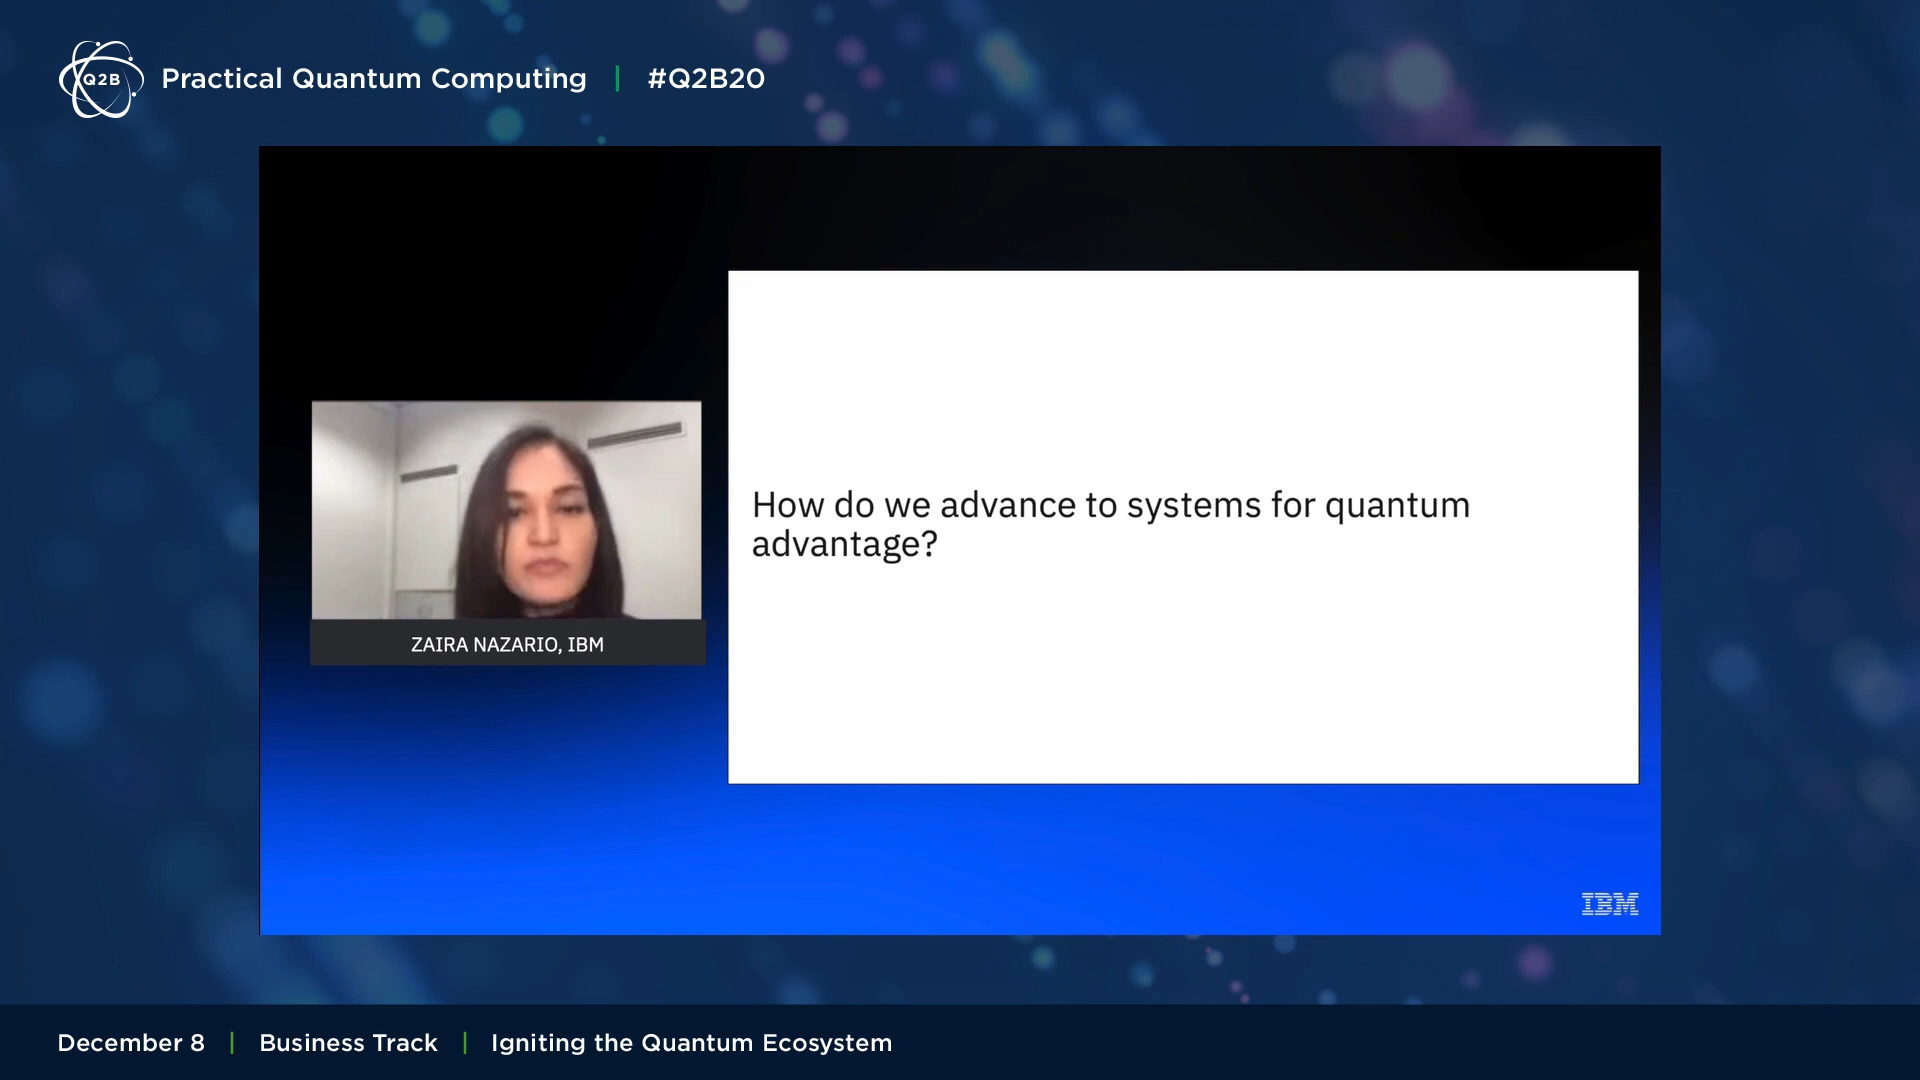 Q2B
Practical Quantum Computing | #Q2B20
How do we advance to systems for quantum
advantage?
ZAIRA NAZARIO, IBM
IBM
December 8 | Business Track | Igniting the Quantum Ecosystem